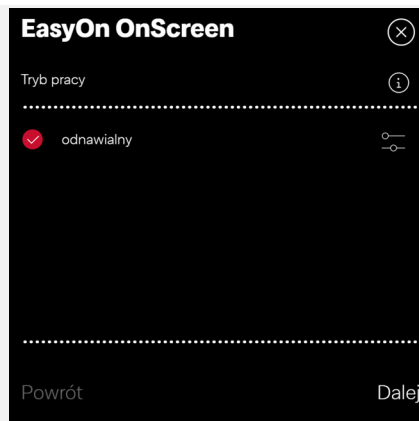 EasyOn OnScreen
Tryb pracy
odnawialny
Powrót
Dalej